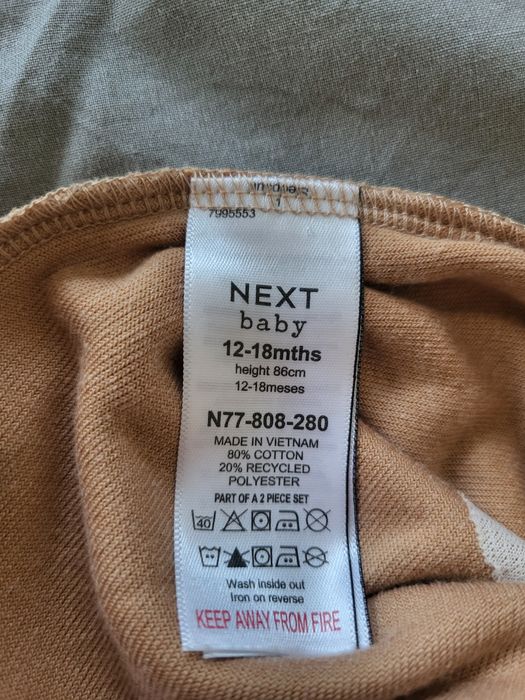 7995553
NEXT
baby
12-18mths
height 86cm
12-18meses
N77-808-280
MADE IN VIETNAM
80% COTTON
20% RECYCLED
POLYESTER
PART OF A 2 PIECE SET
40
Wash inside out
Iron on reverse
KEEP AWAY FROM FIRE